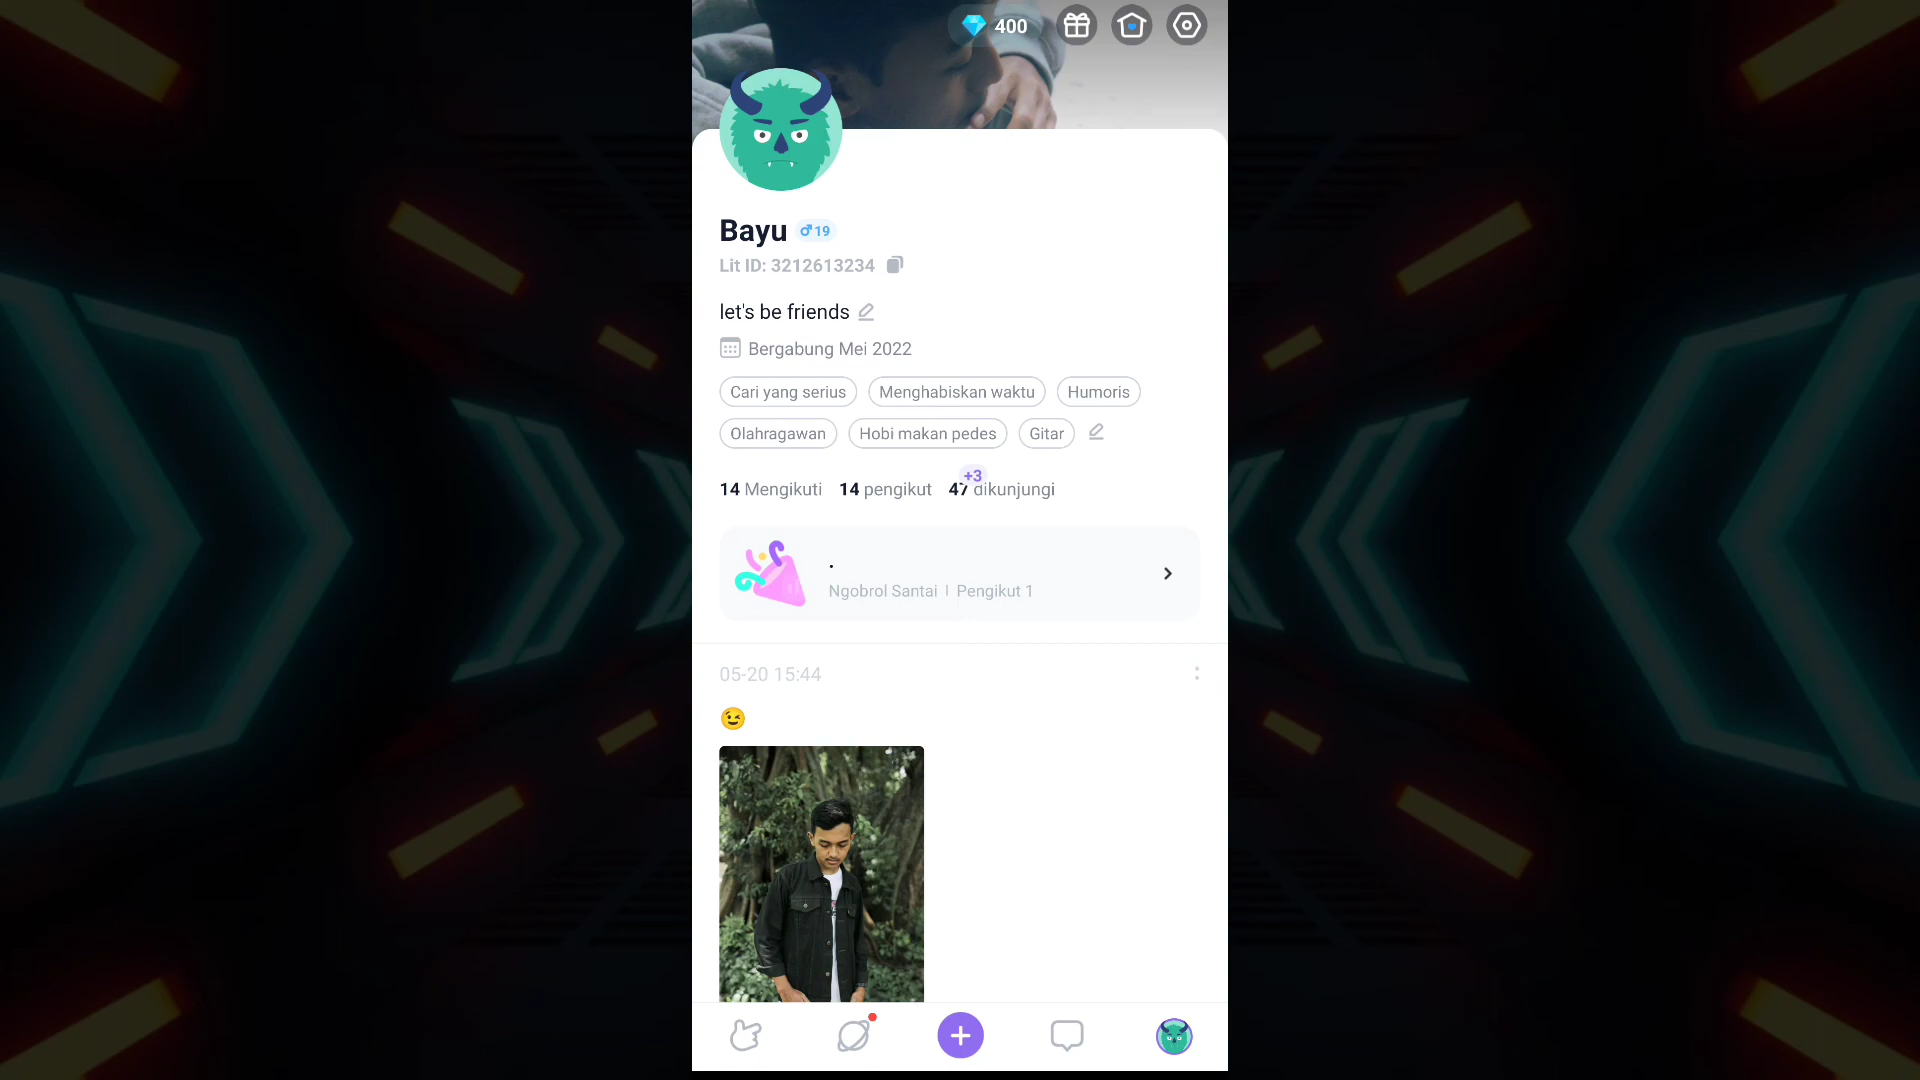 400
Bayu ♂19
Lit ID: 3212613234
let's be friends
Bergabung Mei 2022
Cari yang serius Menghabiskan waktu Humoris
Olahragawan Hobi makan pedes Gitar
+3
14 Mengikuti 14 pengikut 47 dikunjungi
.
Ngobrol Santai | Pengikut 1
05-20 15:44
😉